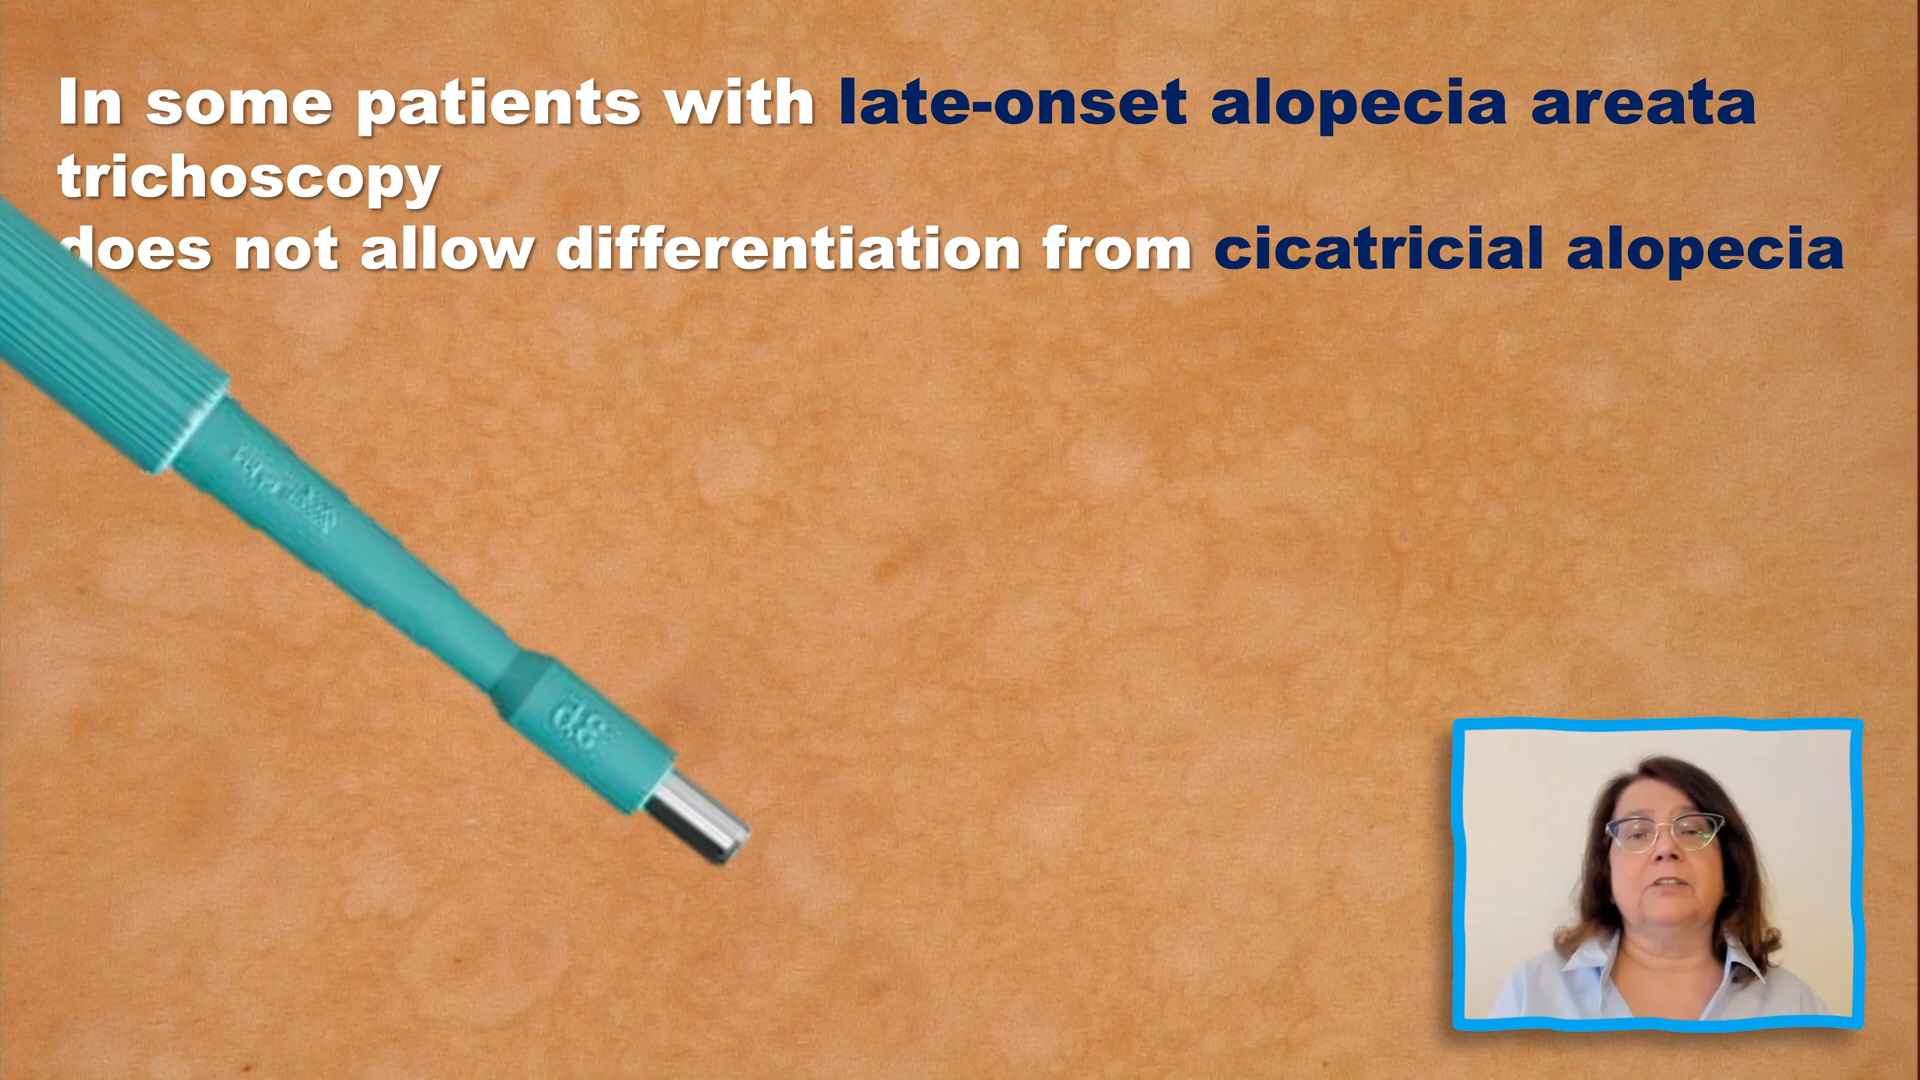 In some patients with late-onset alopecia areata
trichoscopy
does not allow differentiation from cicatricial alopecia